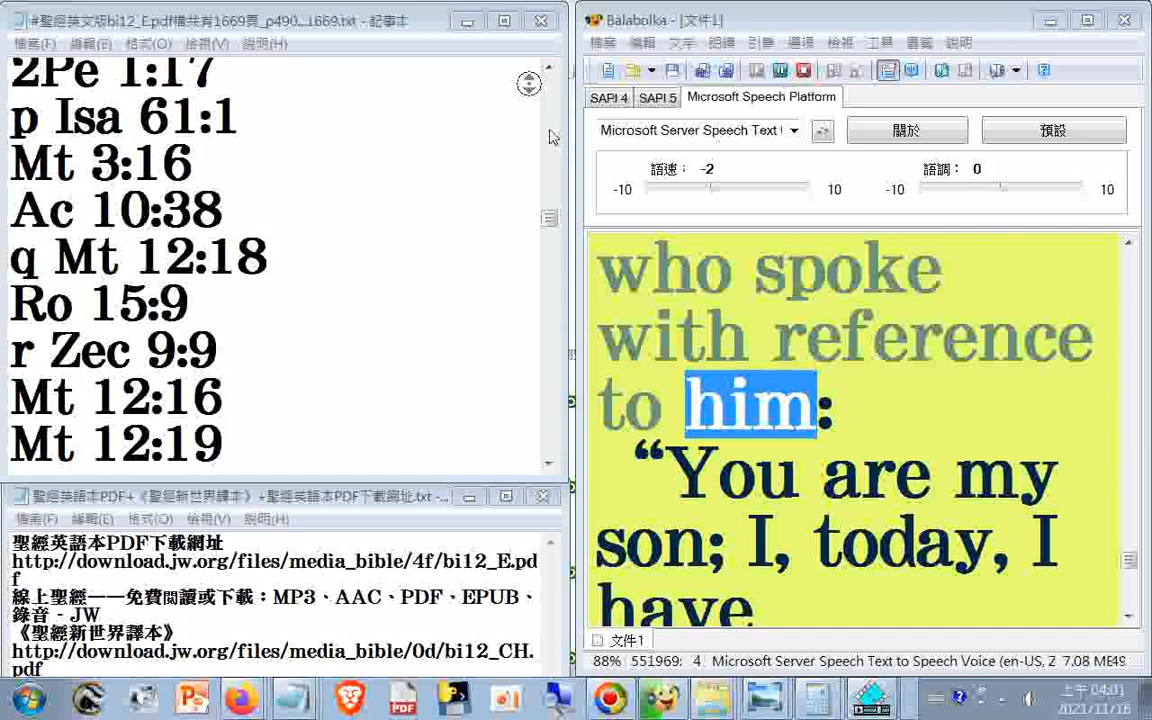 #聖經英文版bi12_E.pdf檔共有1669頁_p490...1669.txt - 記事本
檔案(F) 編輯(E) 格式(O) 檢視(V) 說明(H)
2Pe 1:17
p Isa 61:1
Mt 3:16
Ac 10:38
q Mt 12:18
Ro 15:9
r Zec 9:9
Mt 12:16
Mt 12:19
聖經英語本PDF+《聖經新世界譯本》+聖經英語本PDF下載網址.txt -...
檔案(F) 編輯(E) 格式(O) 檢視(V) 說明(H)
聖經英語本PDF下載網址
http://download.jw.org/files/media_bible/4f/bi12_E.pd
f
線上聖經——免費閱讀或下載：MP3、AAC、PDF、EPUB、
錄音 - JW
《聖經新世界譯本》
http://download.jw.org/files/media_bible/0d/bi12_CH.
pdf
Balabolka - [文件1]
檔案 編輯 文字 朗讀 引擎 選項 檢視 工具 書籤 說明
SAPI 4 SAPI 5 Microsoft Speech Platform
Microsoft Server Speech Text 關於 預設
語速： -2 語調： 0
-10 10 -10 10
who spoke
with reference
to him:
“You are my
son; I, today, I
have
文件1
88% 551969: 4 Microsoft Server Speech Text to Speech Voice (en-US, Z 7.08 ME
PDF
上午 04:01
2021/11/16